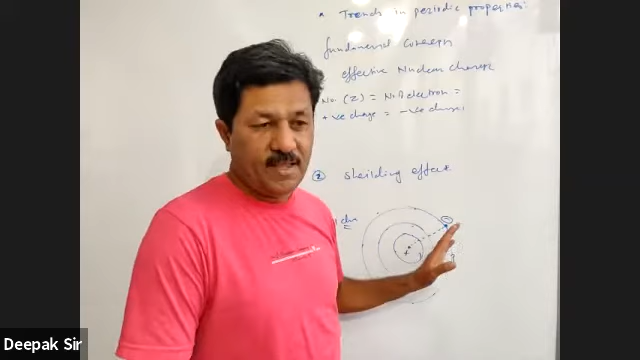 * Trends in periodic properties:
fundamental Concepts
effective Nuclear charge
No. (Z) = No. of electron =
+ve charge = -ve charge
② sheilding effect
Deepak Sir